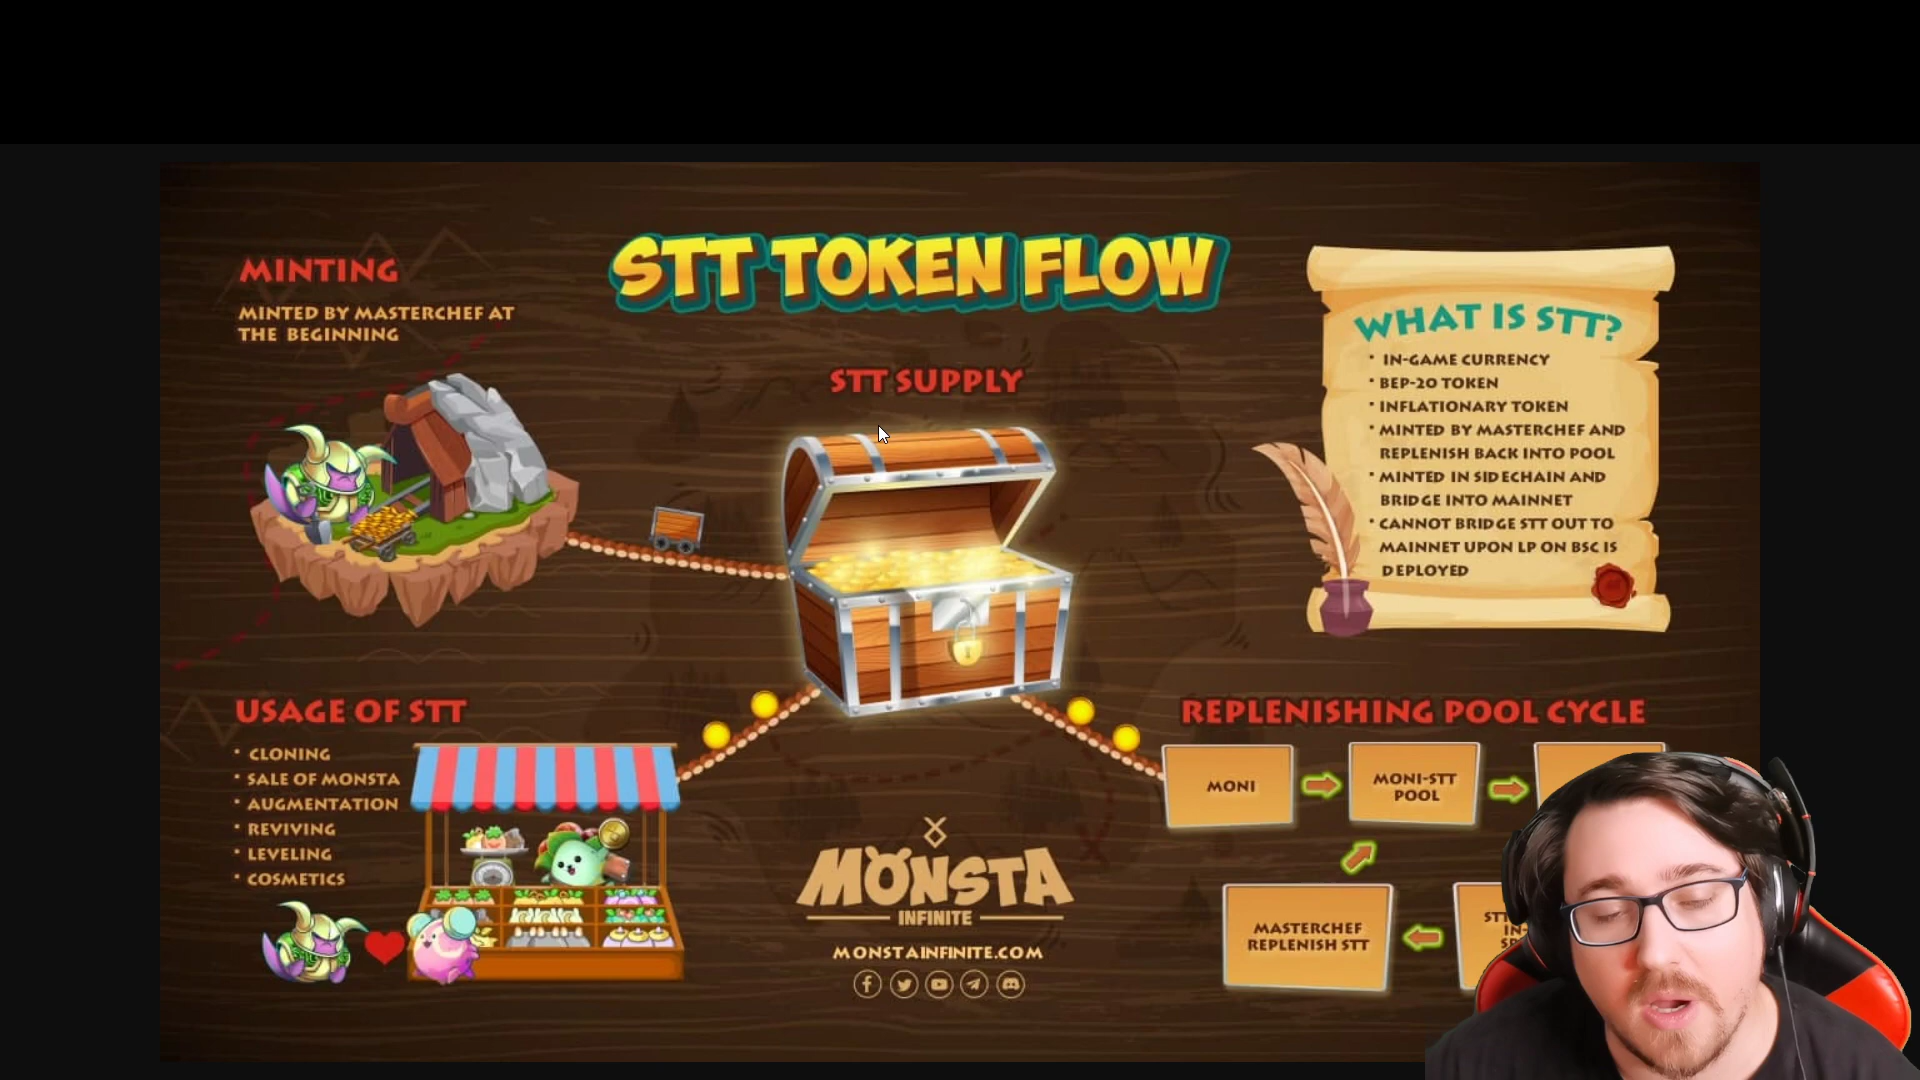 STT TOKEN FLOW
MINTING
MINTED BY MASTERCHEF AT
THE BEGINNING
STT SUPPLY
WHAT IS STT?
• IN-GAME CURRENCY
• BEP-20 TOKEN
• INFLATIONARY TOKEN
• MINTED BY MASTERCHEF AND
REPLENISH BACK INTO POOL
• MINTED IN SIDECHAIN AND
BRIDGE INTO MAINNET
• CANNOT BRIDGE STT OUT TO
MAINNET UPON LP ON BSC IS
DEPLOYED
USAGE OF STT
• CLONING
• SALE OF MONSTA
• AUGMENTATION
• REVIVING
• LEVELING
• COSMETICS
REPLENISHING POOL CYCLE
MONI
MONI-STT
POOL
MASTERCHEF
REPLENISH STT
MONSTA
INFINITE
MONSTAINFINITE.COM